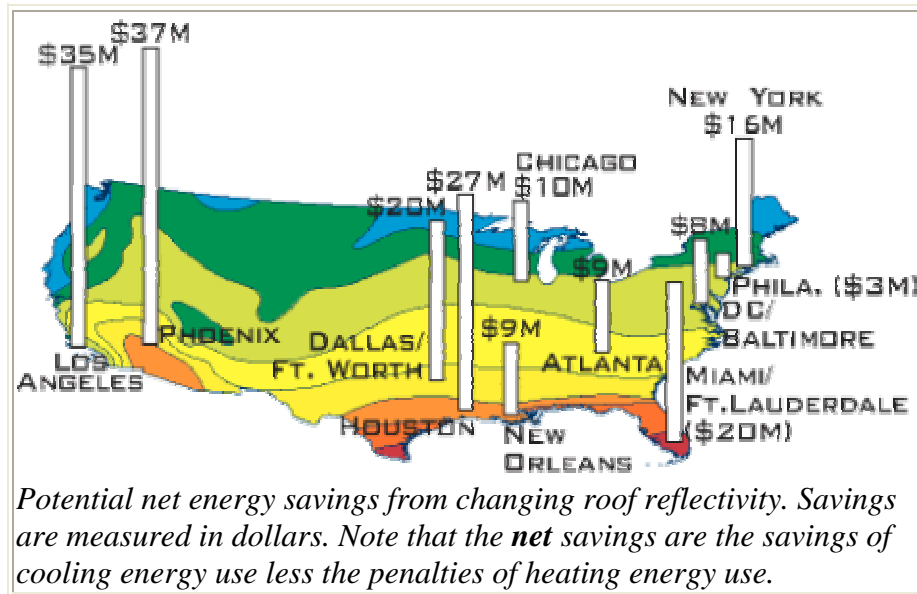 $37M
$35M
NEW YORK
$16M
CHICAGO
$10M
$27M
$20M
$8M
$9M
PHILA. ($3M)
DC/
BALTIMORE
PHOENIX
$9M
DALLAS/
FT. WORTH
ATLANTA
LOS
ANGELES
MIAMI/
FT.LAUDERDALE
($20M)
HOUSTON
NEW
ORLEANS
Potential net energy savings from changing roof reflectivity. Savings
are measured in dollars. Note that the net savings are the savings of
cooling energy use less the penalties of heating energy use.